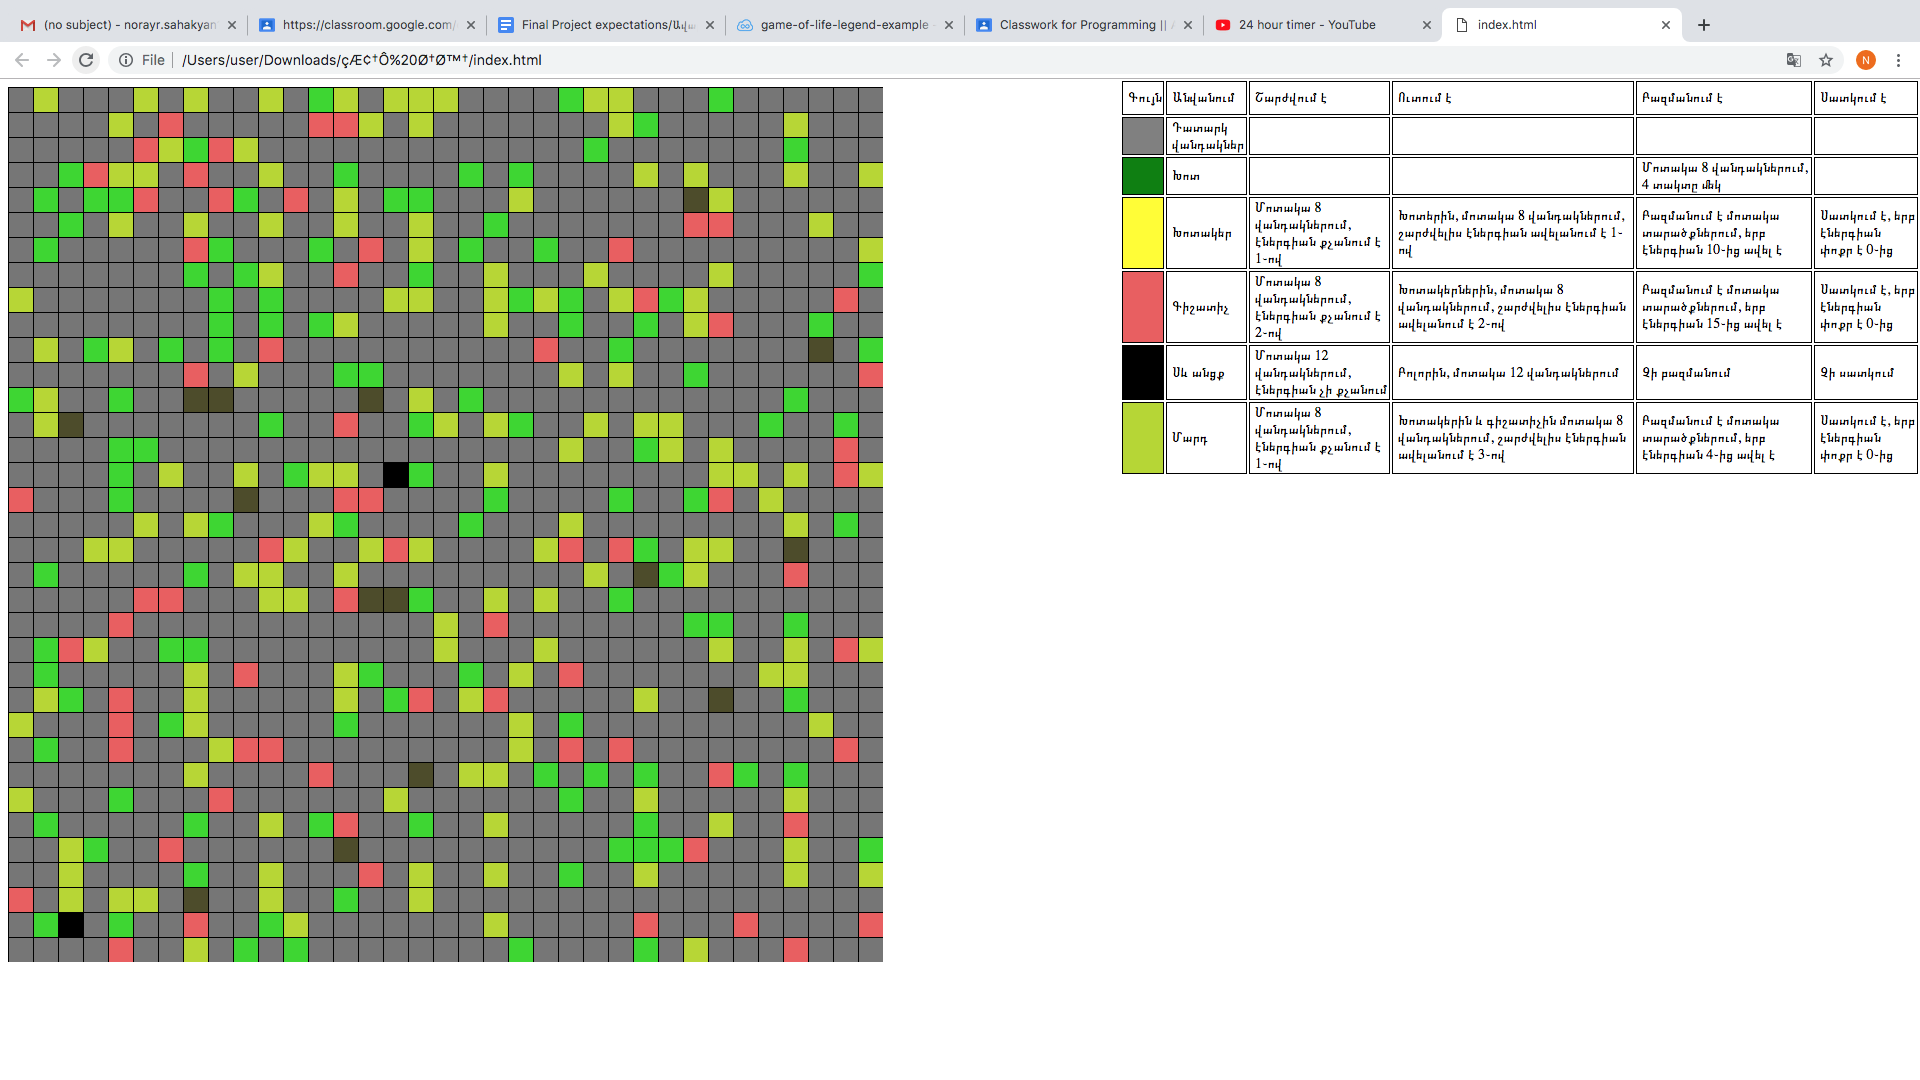 (no subject) - norayr.sahakyan
https://classroom.google.com/
Final Project expectations/Ավա
game-of-life-legend-example -
Classwork for Programming || A
24 hour timer - YouTube
index.html
File
/Users/user/Downloads/çÆ¢†Ô%20Ø†Ø™†/index.html
N
Գույն Անվանում Շարժվում է Ուտում է Բազմանում է Սատկում է
Դատարկ
վանդակներ
Խոտ
Մոտակա 8 վանդակներում,
4 տակտը մեկ
Խոտակեր
Մոտակա 8
վանդակներում,
էներգիան քչանում է
1-ով
Խոտերին, մոտակա 8 վանդակներում,
շարժվելիս էներգիան ավելանում է 1-
ով
Բազմանում է մոտակա
տարածքներում, երբ
էներգիան 10-ից ավել է
Սատկում է, երբ
էներգիան
փոքր է 0-ից
Գիշատիչ
Մոտակա 8
վանդակներում,
էներգիան քչանում է
2-ով
Խոտակերներին, մոտակա 8
վանդակներում, շարժվելիս էներգիան
ավելանում է 2-ով
Բազմանում է մոտակա
տարածքներում, երբ
էներգիան 15-ից ավել է
Սատկում է, երբ
էներգիան
փոքր է 0-ից
Սև անցք
Մոտակա 12
վանդակներում,
էներգիան չի քչանում
Բոլորին, մոտակա 12 վանդակներում
Չի բազմանում
Չի սատկում
Մարդ
Մոտակա 8
վանդակներում,
էներգիան քչանում է
1-ով
Խոտակերին և գիշատիչին մոտակա 8
վանդակներում, շարժվելիս էներգիան
ավելանում է 3-ով
Բազմանում է մոտակա
տարածքներում, երբ
էներգիան 4-ից ավել է
Սատկում է, երբ
էներգիան
փոքր է 0-ից